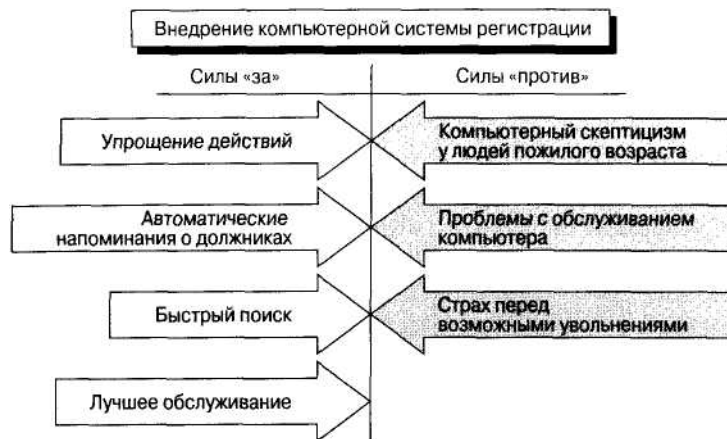 Внедрение компьютерной системы регистрации
Силы «за»
Силы «против»
Упрощение действий
Компьютерный скептицизм
у людей пожилого возраста
Автоматические
напоминания о должниках
Проблемы с обслуживанием
компьютера
Быстрый поиск
Страх перед
возможными увольнениями
Лучшее обслуживание